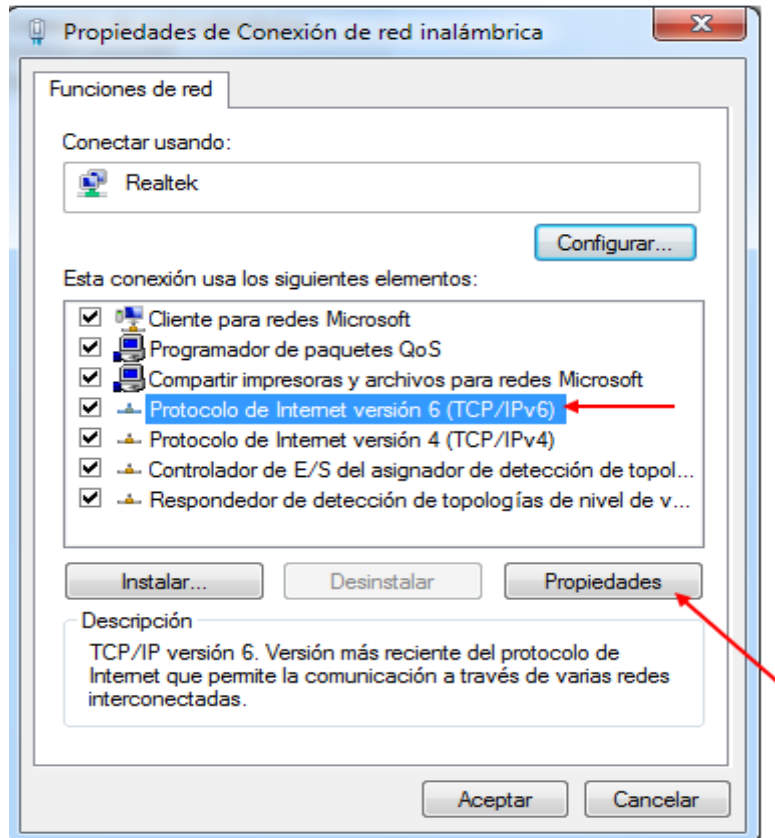 Propiedades de Conexión de red inalámbrica
Funciones de red
Conectar usando:
Realtek
Configurar...
Esta conexión usa los siguientes elementos:
Cliente para redes Microsoft
Programador de paquetes QoS
Compartir impresoras y archivos para redes Microsoft
Protocolo de Internet versión 6 (TCP/IPv6)
Protocolo de Internet versión 4 (TCP/IPv4)
Controlador de E/S del asignador de detección de topol...
Respondedor de detección de topologías de nivel de v...
Instalar...
Desinstalar
Propiedades
Descripción
TCP/IP versión 6. Versión más reciente del protocolo de
Internet que permite la comunicación a través de varias redes
interconectadas.
Aceptar
Cancelar